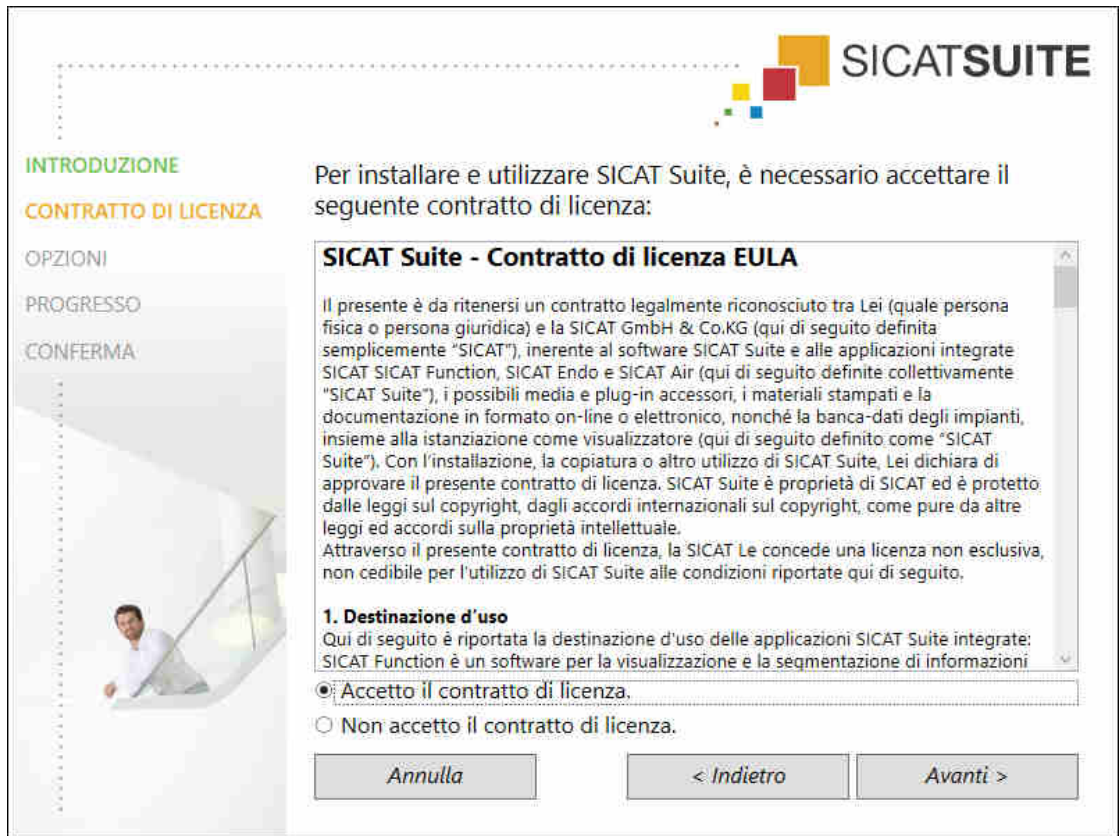 SICATSUITE
INTRODUZIONE
CONTRATTO DI LICENZA
OPZIONI
PROGRESSO
CONFERMA
Per installare e utilizzare SICAT Suite, è necessario accettare il
seguente contratto di licenza:
SICAT Suite - Contratto di licenza EULA
Il presente è da ritenersi un contratto legalmente riconosciuto tra Lei (quale persona
fisica o persona giuridica) e la SICAT GmbH & Co.KG (qui di seguito definita
semplicemente "SICAT"), inerente al software SICAT Suite e alle applicazioni integrate
SICAT SICAT Function, SICAT Endo e SICAT Air (qui di seguito definite collettivamente
"SICAT Suite"), i possibili media e plug-in accessori, i materiali stampati e la
documentazione in formato on-line o elettronico, nonché la banca-dati degli impianti,
insieme alla istanziazione come visualizzatore (qui di seguito definito come "SICAT
Suite"). Con l'installazione, la copiatura o altro utilizzo di SICAT Suite, Lei dichiara di
approvare il presente contratto di licenza. SICAT Suite è proprietà di SICAT ed è protetto
dalle leggi sul copyright, dagli accordi internazionali sul copyright, come pure da altre
leggi ed accordi sulla proprietà intellettuale.
Attraverso il presente contratto di licenza, la SICAT Le concede una licenza non esclusiva,
non cedibile per l'utilizzo di SICAT Suite alle condizioni riportate qui di seguito.
1. Destinazione d'uso
Qui di seguito è riportata la destinazione d'uso delle applicazioni SICAT Suite integrate:
SICAT Function è un software per la visualizzazione e la segmentazione di informazioni
Accetto il contratto di licenza.
Non accetto il contratto di licenza.
Annulla
< Indietro
Avanti >